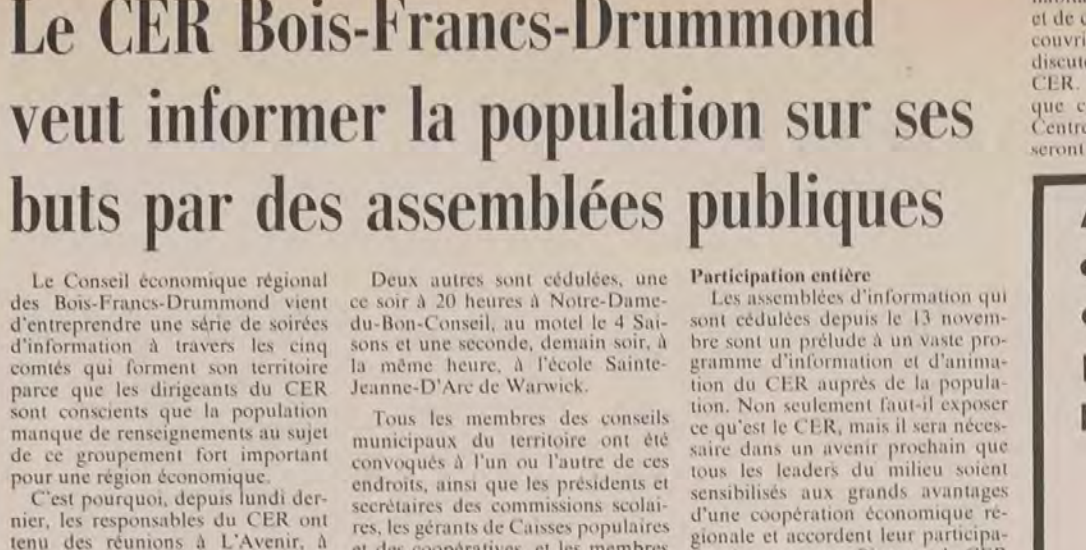 Le CER Bois-Francs-Drummond
veut informer la population sur ses
buts par des assemblées publiques
Le Conseil économique régional
des Bois-Francs-Drummond vient
d'entreprendre une série de soirées
d'information à travers les cinq
comtés qui forment son territoire
parce que les dirigeants du CER
sont conscients que la population
manque de renseignements au sujet
de ce groupement fort important
pour une région économique.
C'est pourquoi, depuis lundi der-
nier, les responsables du CER ont
tenu des réunions à L'Avenir, à
Deux autres sont cédulées, une
ce soir à 20 heures à Notre-Dame-
du-Bon-Conseil, au motel le 4 Sai-
sons et une seconde, demain soir, à
la même heure, à l'école Sainte-
Jeanne-D'Arc de Warwick.
Tous les membres des conseils
municipaux du territoire ont été
convoqués à l'un ou l'autre de ces
endroits, ainsi que les présidents et
secrétaires des commissions scolai-
res, les gérants de Caisses populaires
et des coopératives, et les membres
Participation entière
Les assemblées d'information qui
sont cédulées depuis le 13 novem-
bre sont un prélude à un vaste pro-
gramme d'information et d'anima-
tion du CER auprès de la popula-
tion. Non seulement faut-il exposer
ce qu'est le CER, mais il sera néces-
saire dans un avenir prochain que
tous les leaders du milieu soient
sensibilisés aux grands avantages
d'une coopération économique ré-
gionale et accordent leur participa-
et de
couvri
discut
CER.
que
Centr
seront